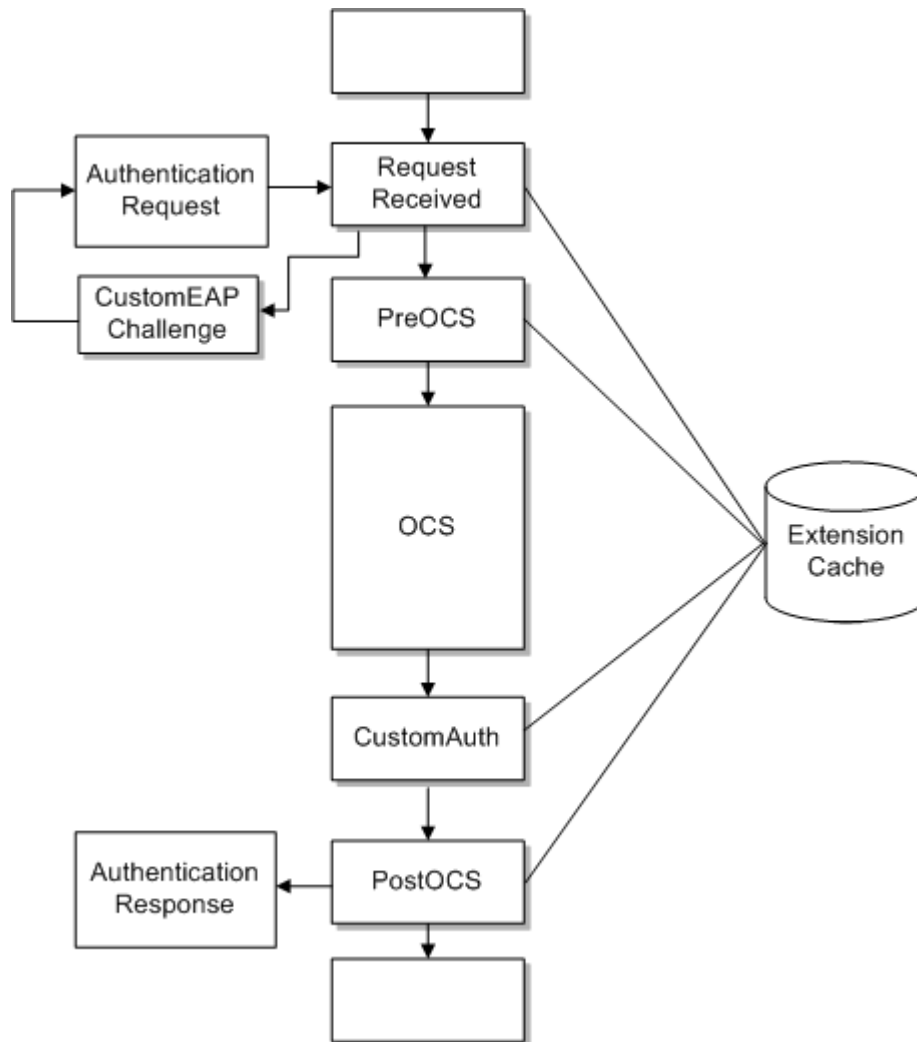 Authentication
Request
Request
Received
CustomEAP
Challenge
PreOCS
OCS
Extension
Cache
CustomAuth
Authentication
Response
PostOCS